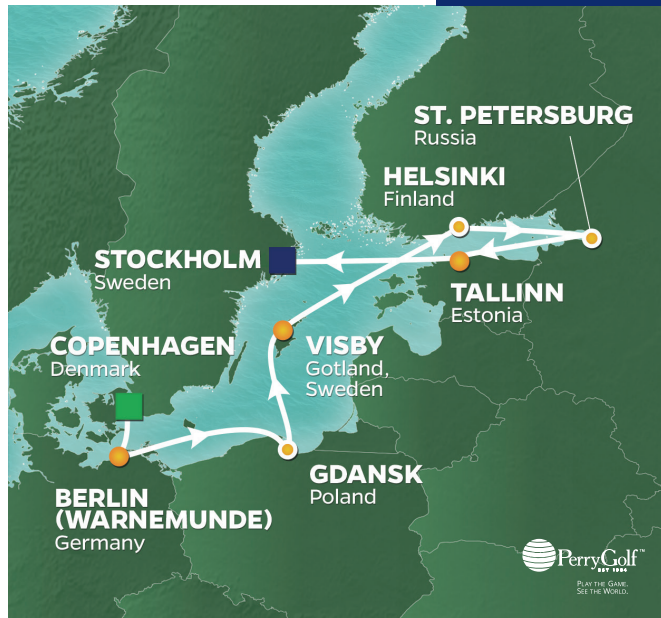 ST. PETERSBURG
Russia
HELSINKI
Finland
STOCKHOLM
Sweden
TALLINN
Estonia
COPENHAGEN
Denmark
VISBY
Gotland,
Sweden
GDANSK
Poland
BERLIN
(WARNEMUNDE)
Germany
PerryGolf™
EST 1984
PLAY THE GAME.
SEE THE WORLD.